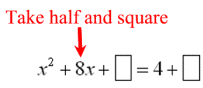 Take half and square
x² + 8x + □ = 4 + □